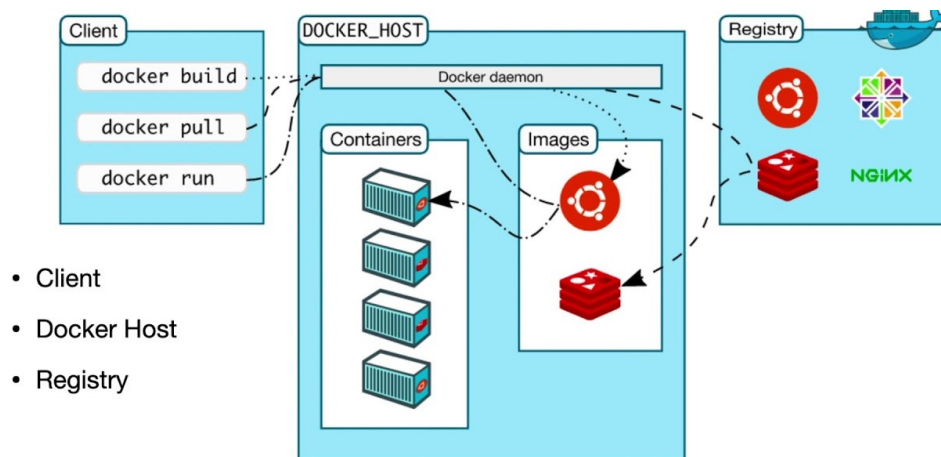 Client
docker build
docker pull
docker run
DOCKER_HOST
Docker daemon
Containers
Images
Registry
NGiNX
• Client
• Docker Host
• Registry